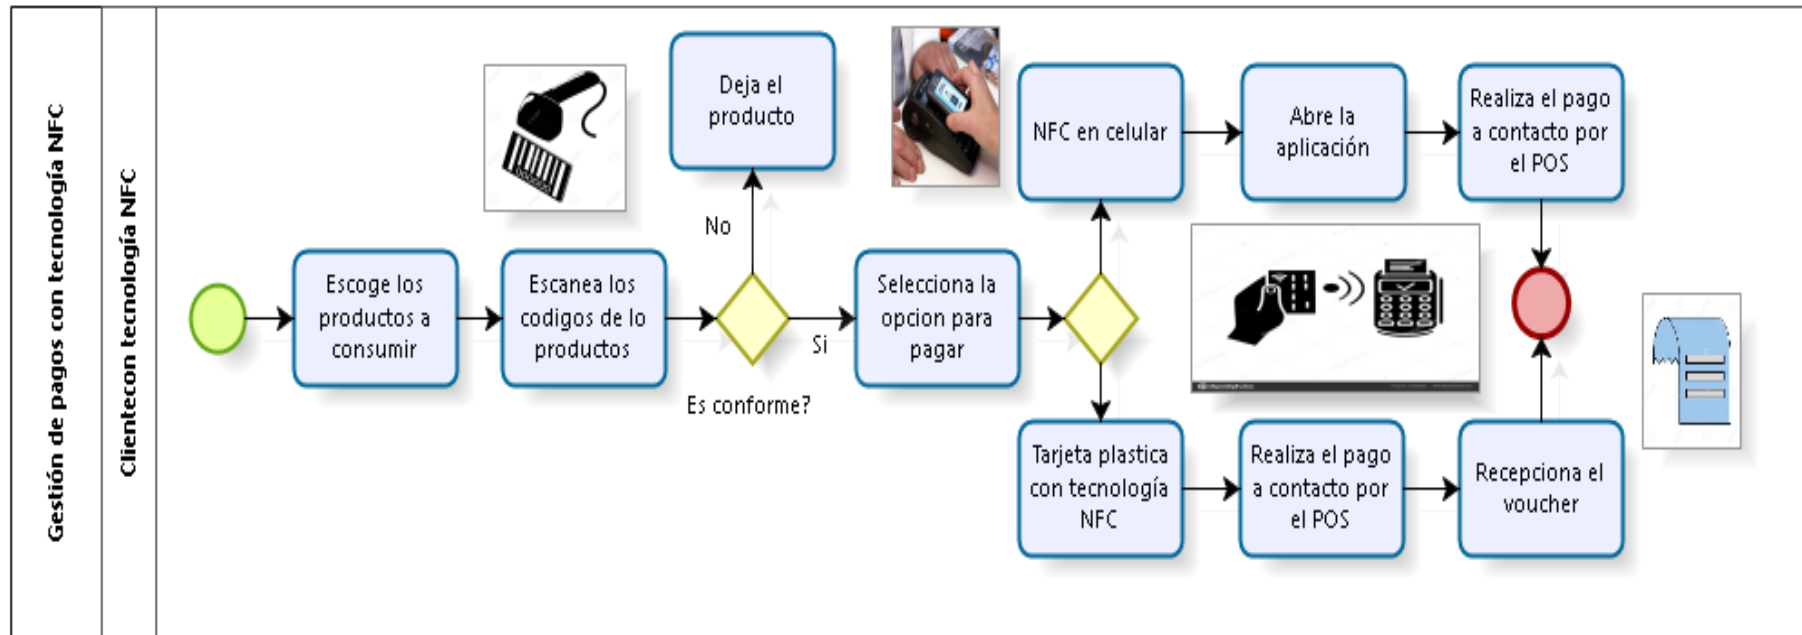 Gestión de pagos con tecnología NFC
Clientecon tecnología NFC
Escoge los
productos a
consumir
Escanea los
codigos de lo
productos
Deja el
producto
No
Si
Es conforme?
Selecciona la
opcion para
pagar
NFC en celular
Abre la
aplicación
Realiza el pago
a contacto por
el POS
Tarjeta plastica
con tecnología
NFC
Realiza el pago
a contacto por
el POS
Recepciona el
voucher